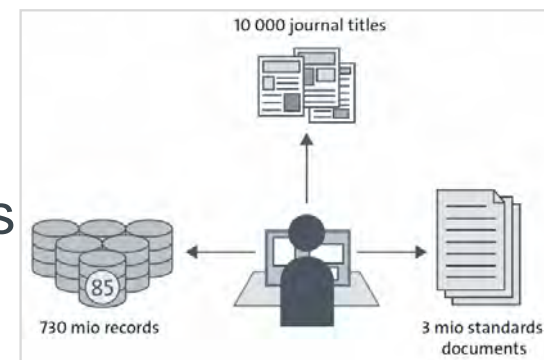 10 000 journal titles
s
85
730 mio records
3 mio standards
documents